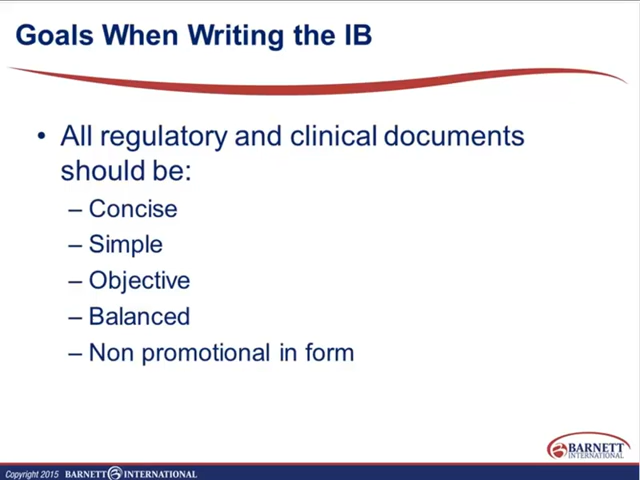 Goals When Writing the IB
• All regulatory and clinical documents
should be:
– Concise
– Simple
– Objective
– Balanced
– Non promotional in form
BARNETT
INTERNATIONAL
Copyright 2015 BARNETT INTERNATIONAL